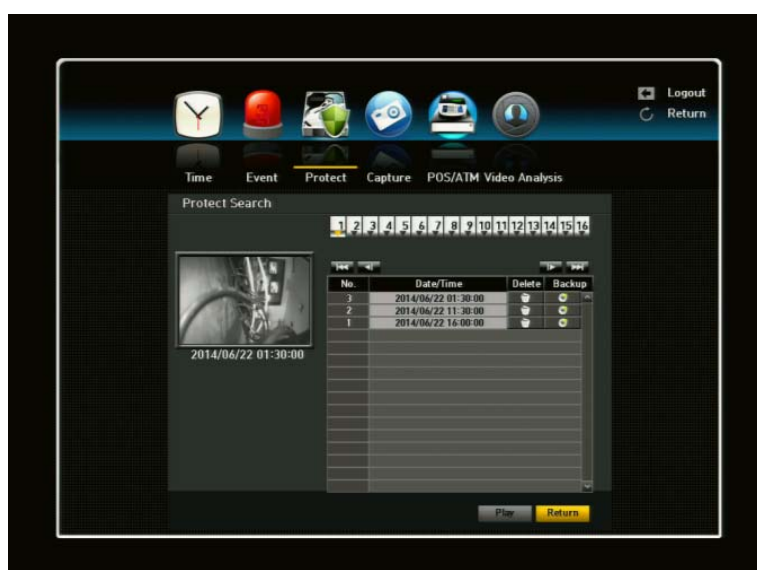 Logout
Return
Time Event Protect Capture POS/ATM Video Analysis
Protect Search
1 2 3 4 5 6 7 8 9 10 11 12 13 14 15 16
No. Date/Time Delete Backup
3 2014/06/22 01:30:00
2 2014/06/22 11:30:00
1 2014/06/22 16:00:00
2014/06/22 01:30:00
Play Return